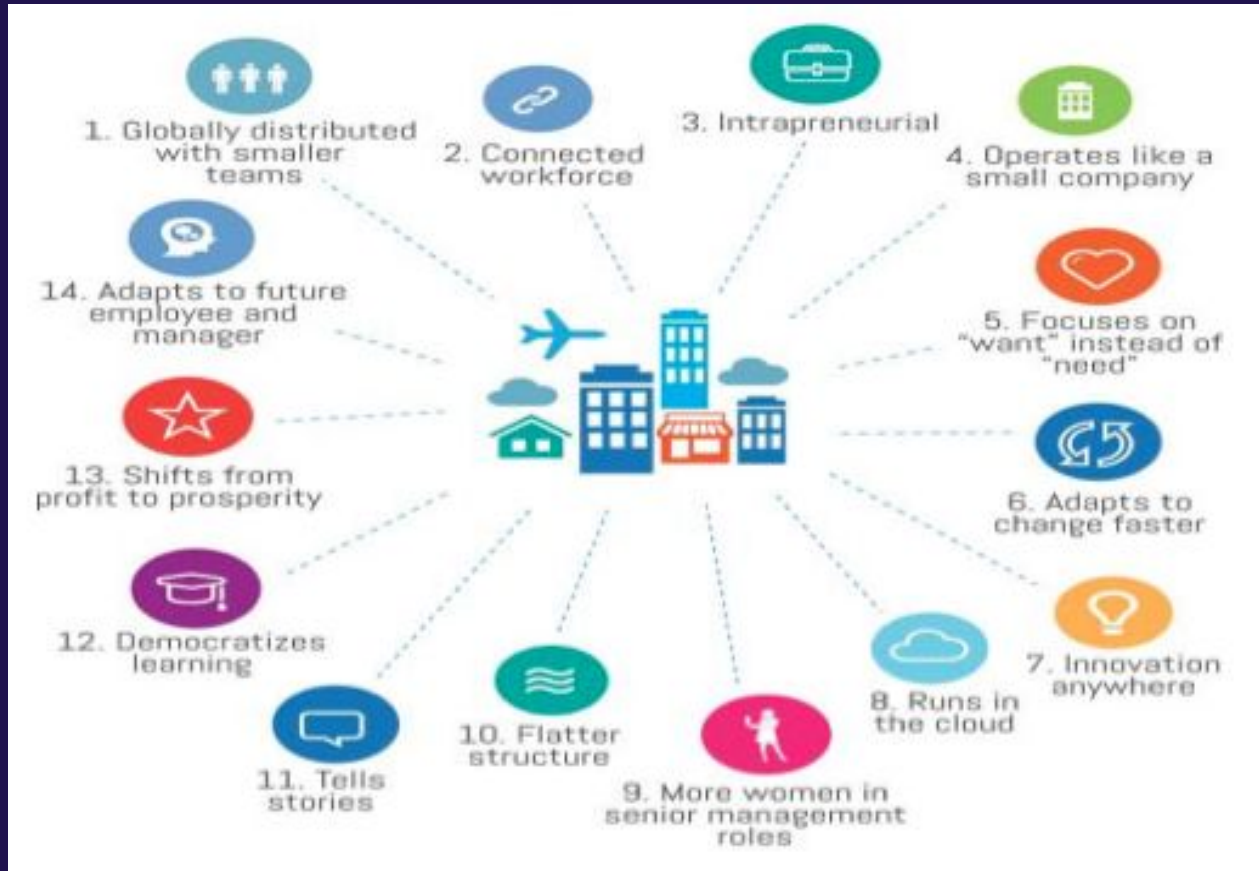 1. Globally distributed
with smaller
teams
2. Connected
workforce
3. Intrapreneurial
4. Operates like a
small company
5. Focuses on
"want" instead of
"need"
6. Adapts to
change faster
7. Innovation
anywhere
8. Runs in
the cloud
9. More women in
senior management
roles
10. Flatter
structure
11. Tells
stories
12. Democratizes
learning
13. Shifts from
profit to prosperity
14. Adapts to future
employee and
manager